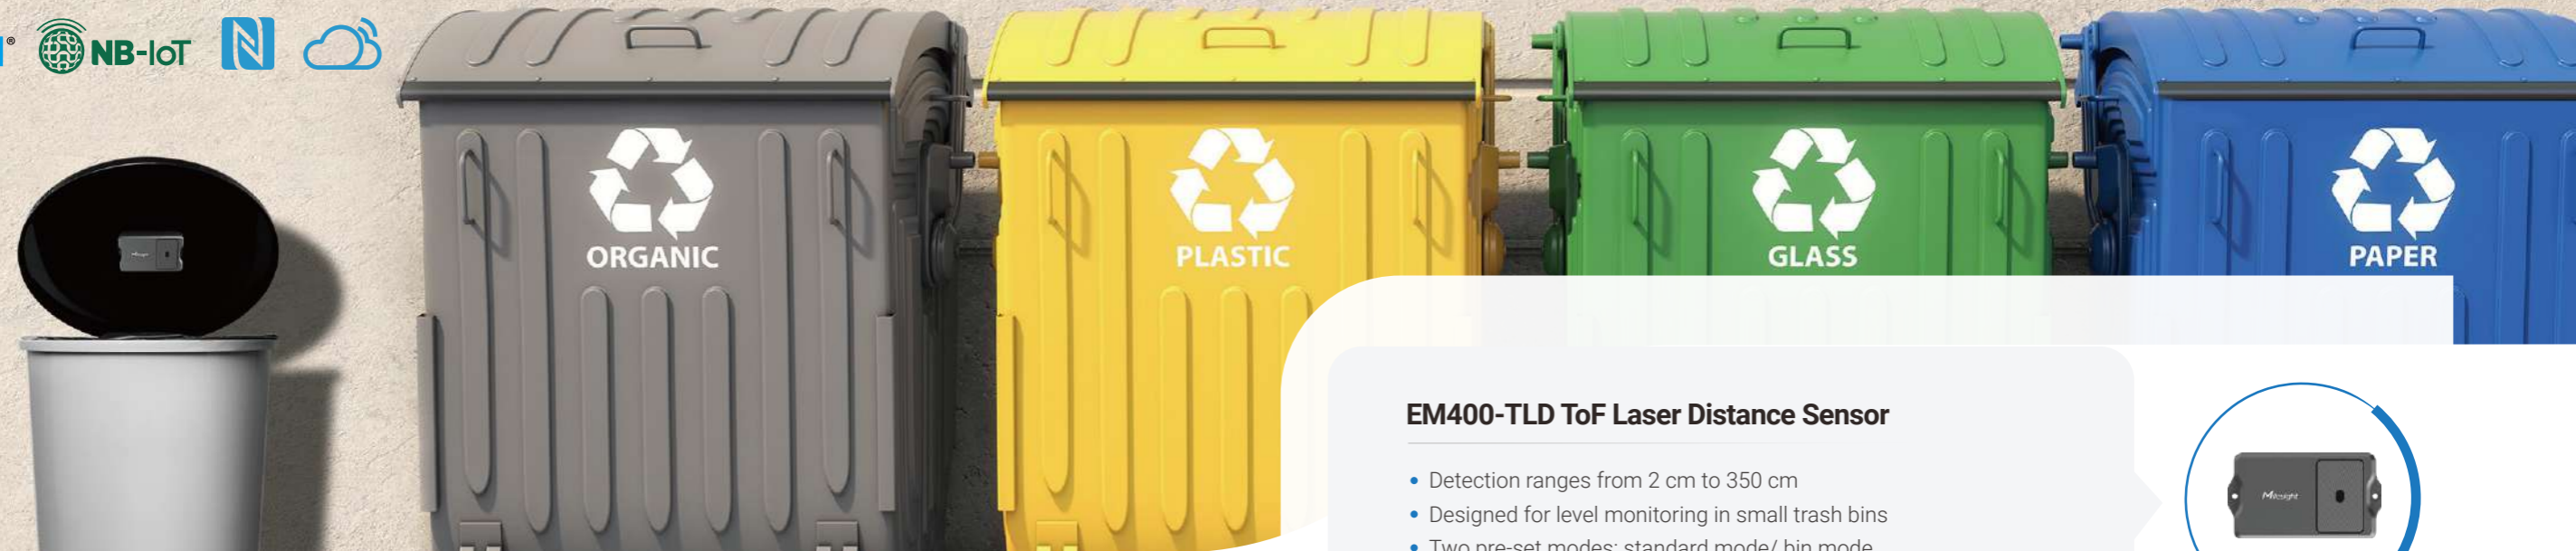 NB-IoT
ORGANIC
PLASTIC
GLASS
PAPER
EM400-TLD ToF Laser Distance Sensor
• Detection ranges from 2 cm to 350 cm
• Designed for level monitoring in small trash bins
• Two pre-set modes: standard mode/ bin mode
Milesight